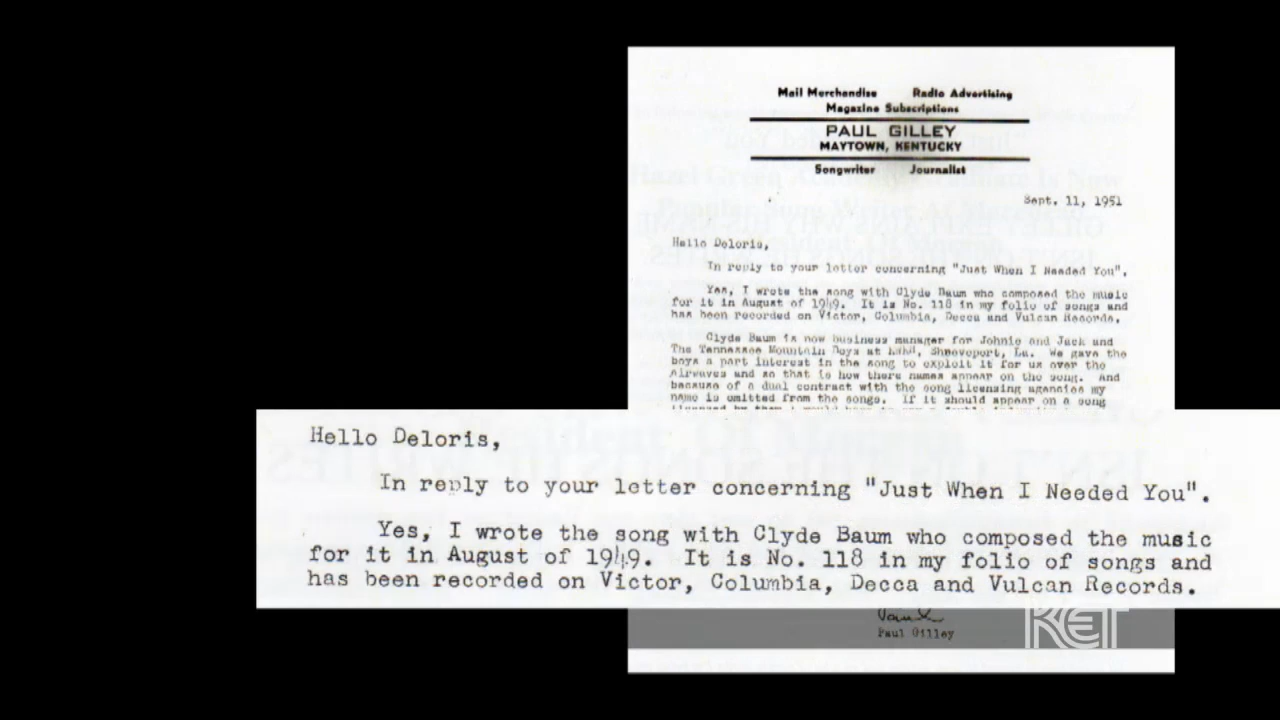 Mail Merchandise Radio Advertising
Magazine Subscriptions
PAUL GILLEY
MAYTOWN, KENTUCKY
Songwriter Journalist
Sept. 11, 1951
Hello Deloris,
In reply to your letter concerning "Just When I Needed You".
Yes, I wrote the song with Clyde Baum who composed the music
for it in August of 1949. It is No. 118 in my folio of songs and
has been recorded on Victor, Columbia, Decca and Vulcan Records.
Clyde Baum is now business manager for Johnie and Jack and
The Tennessee Mountain Boys at Shreveport, La. We gave the
boys a part interest in the song to exploit it for us over the
Airwaves and so that is how there names appear on the song. And
because of a dual contract with the song licensing agencies my
name is omitted from the songs. If it should appear on a song
Hello Deloris,
In reply to your letter concerning "Just When I Needed You".
Yes, I wrote the song with Clyde Baum who composed the music
for it in August of 1949. It is No. 118 in my folio of songs and
has been recorded on Victor, Columbia, Decca and Vulcan Records.
Paul Gilley
KET